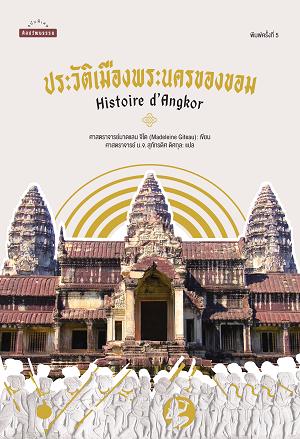 สำนักพิมพ์
ศิลปวัฒนธรรม
พิมพ์ครั้งที่ 5
ประวัติเมืองพระนครของขอม
Histoire d'Angkor
ศาสตราจารย์มาดแลน จิโต (Madeleine Giteau): เขียน
ศาสตราจารย์ ม.จ. สุภัทรดิศ ดิศกุล: แปล